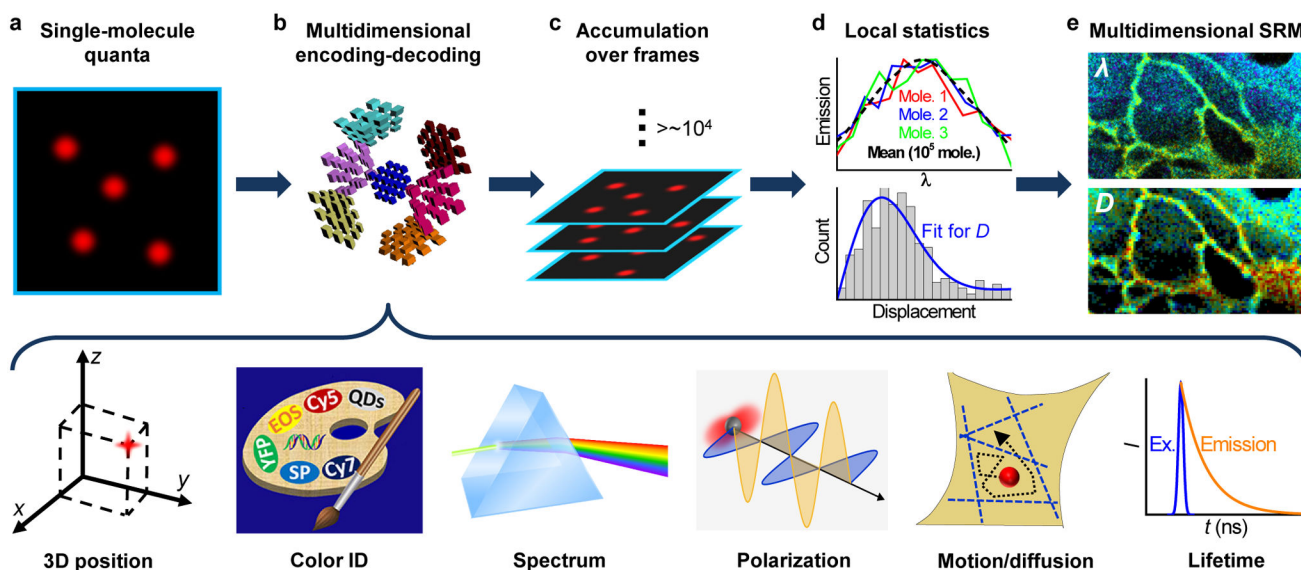 a
Single-molecule
quanta
b
Multidimensional
encoding-decoding
c
Accumulation
over frames
>~10⁴
d
Local statistics
Emission
Mole. 1
Mole. 2
Mole. 3
Mean (10⁵ mole.)
λ
Count
Fit for D
Displacement
e
Multidimensional SRM
λ
D
z
y
x
3D position
YFP
EOS
Cy5
QDs
SP
Cy7
Color ID
Spectrum
Polarization
Motion/diffusion
I
Ex.
Emission
t (ns)
Lifetime